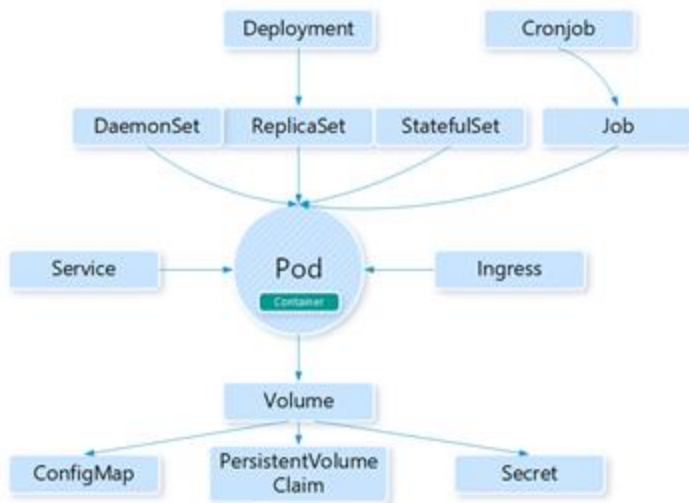 Deployment
Cronjob
DaemonSet
ReplicaSet
StatefulSet
Job
Service
Pod
Container
Ingress
Volume
ConfigMap
PersistentVolume
Claim
Secret